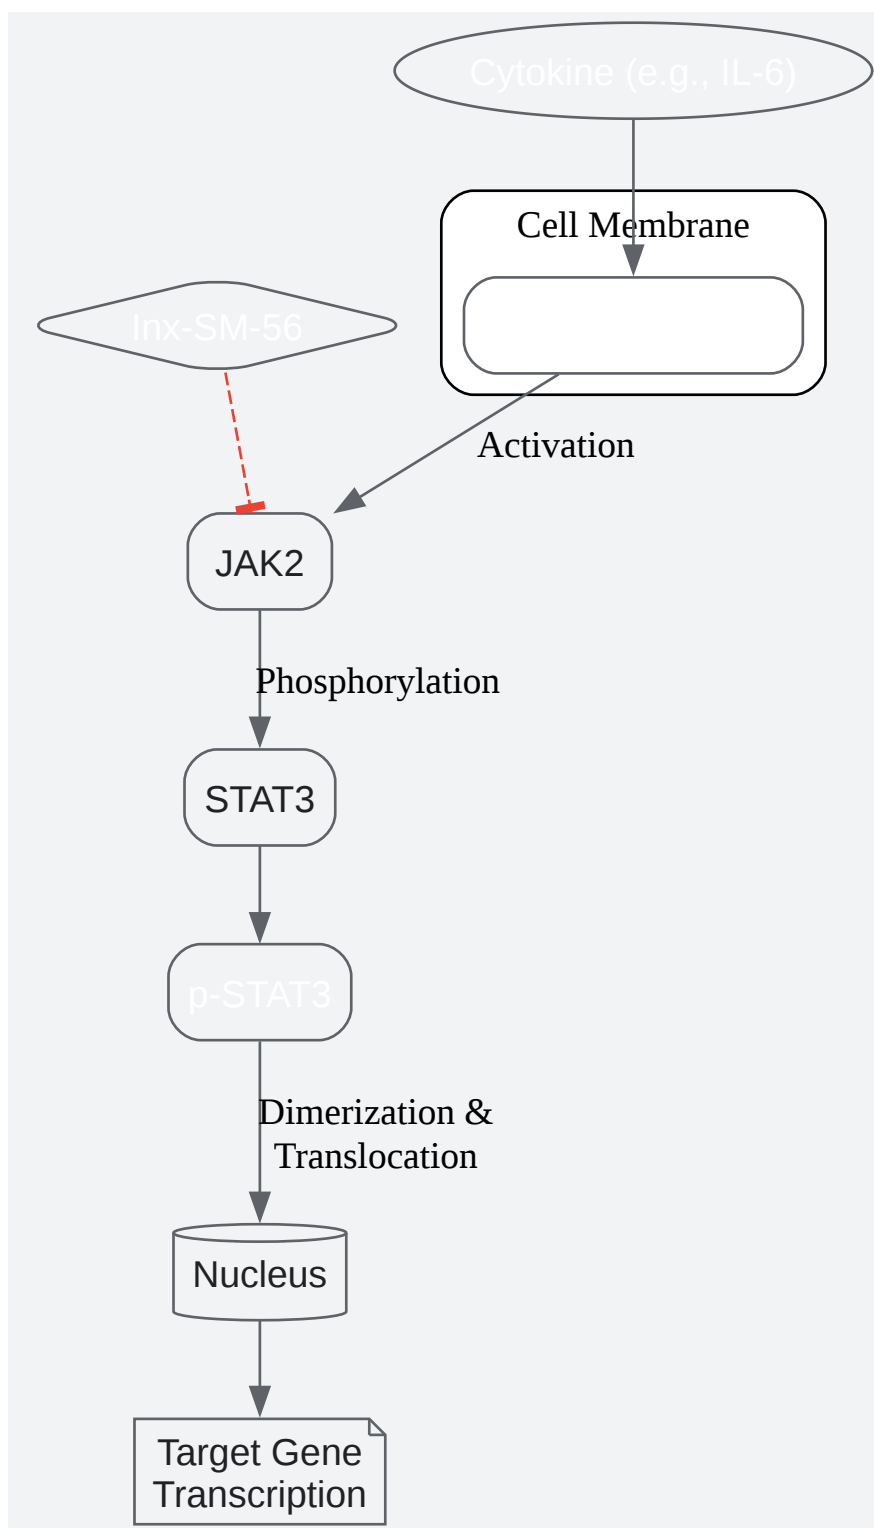 Cytokine (e.g., IL-6)
Cell Membrane
Inx-SM-56
Activation
JAK2
Phosphorylation
STAT3
p-STAT3
Dimerization &
Translocation
Nucleus
Target Gene
Transcription